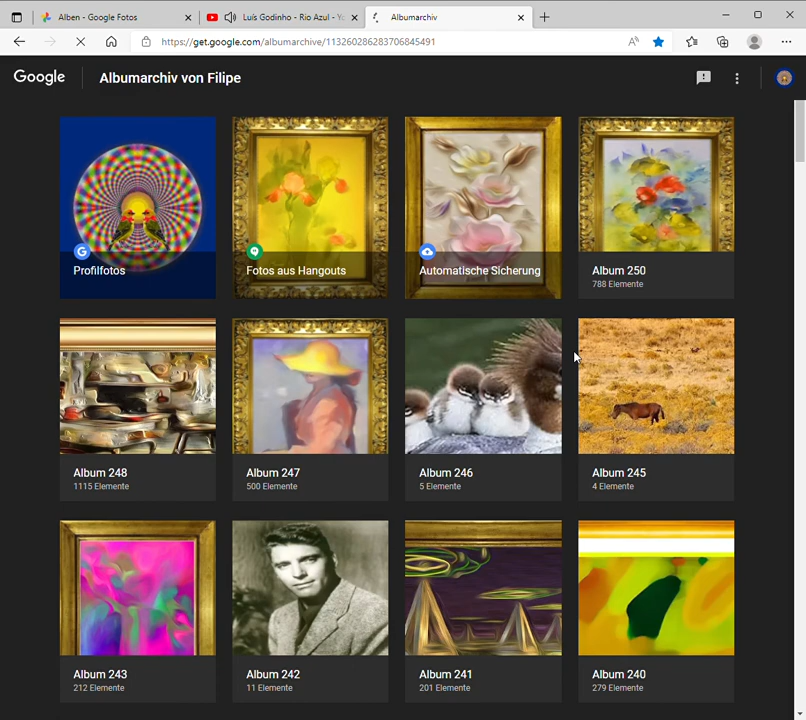 Alben - Google Fotos
Luís Godinho - Rio Azul - Yo
Albumarchiv
https://get.google.com/albumarchive/113260286283706845491
Google
Albumarchiv von Filipe
Profilfotos
Fotos aus Hangouts
Automatische Sicherung
Album 250
788 Elemente
Album 248
1115 Elemente
Album 247
500 Elemente
Album 246
5 Elemente
Album 245
4 Elemente
Album 243
212 Elemente
Album 242
11 Elemente
Album 241
201 Elemente
Album 240
279 Elemente